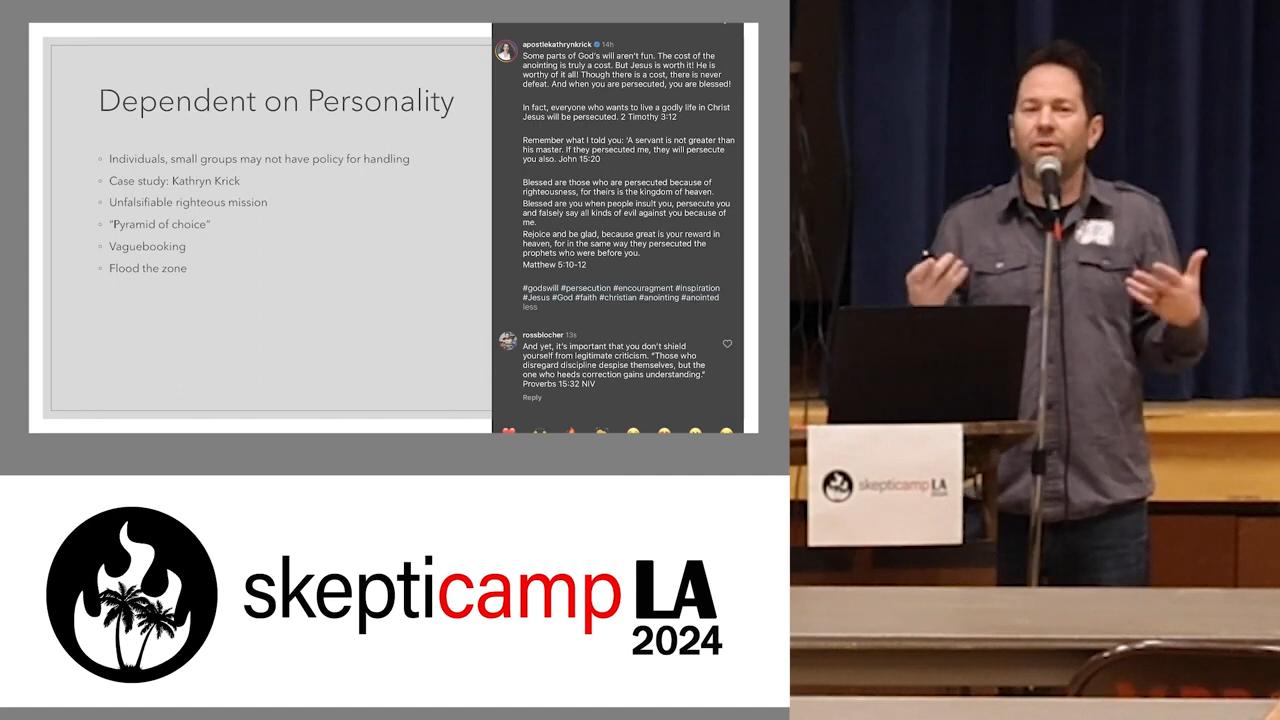 Dependent on Personality
Individuals, small groups may not have policy for handling
Case study: Kathryn Krick
Unfalsifiable righteous mission
“Pyramid of choice”
Vaguebooking
Flood the zone
apostlekathrynkrick 14h
Some parts of God's will aren't fun. The cost of the
anointing is truly a cost. But Jesus is worth it! He is
worthy of it all! Though there is a cost, there is never
defeat. And when you are persecuted, you are blessed!
In fact, everyone who wants to live a godly life in Christ
Jesus will be persecuted. 2 Timothy 3:12
Remember what I told you: 'A servant is not greater than
his master. If they persecuted me, they will persecute
you also. John 15:20
Blessed are those who are persecuted because of
righteousness, for theirs is the kingdom of heaven.
Blessed are you when people insult you, persecute you
and falsely say all kinds of evil against you because of
me.
Rejoice and be glad, because great is your reward in
heaven, for in the same way they persecuted the
prophets who were before you.
Matthew 5:10-12
#godswill #persecution #encouragment #inspiration
#Jesus #God #faith #christian #anointing #anointed
less
rossblocher 13s
And yet, it's important that you don't shield
yourself from legitimate criticism. “Those who
disregard discipline despise themselves, but the
one who heeds correction gains understanding.”
Proverbs 15:32 NIV
Reply
skepticamp LA
2024
skepticamp LA
2024